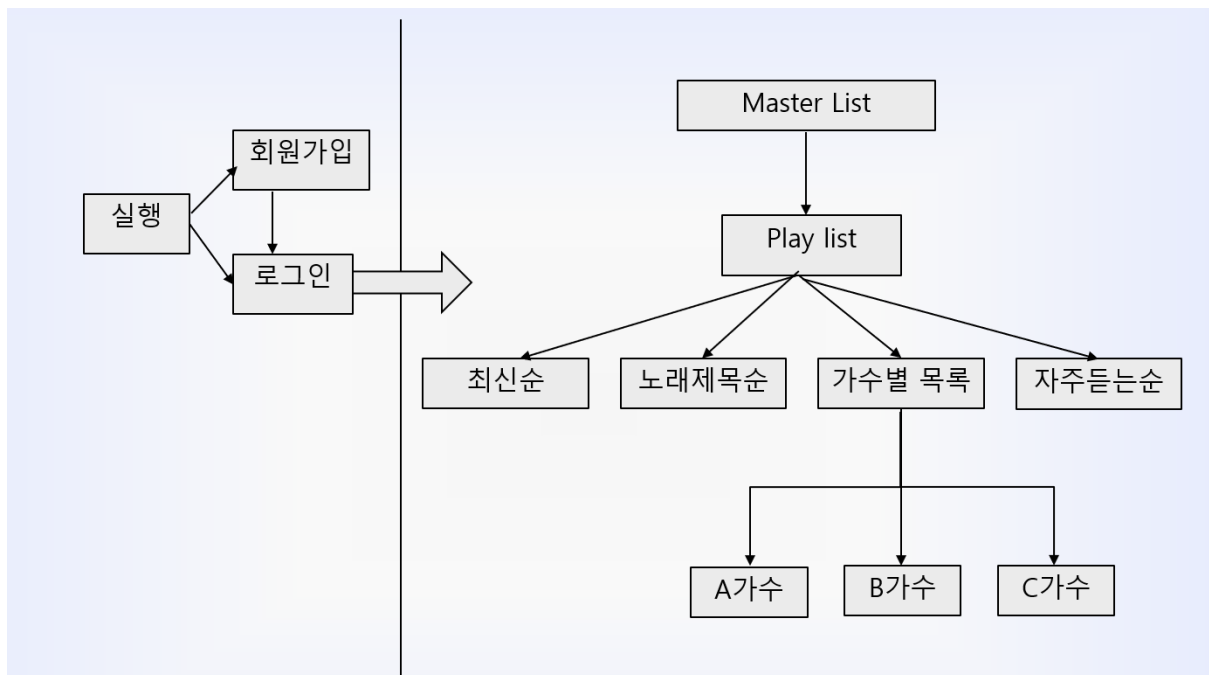 실행
회원가입
로그인
Master List
Play list
최신순
노래제목순
가수별 목록
자주듣는순
A가수
B가수
C가수